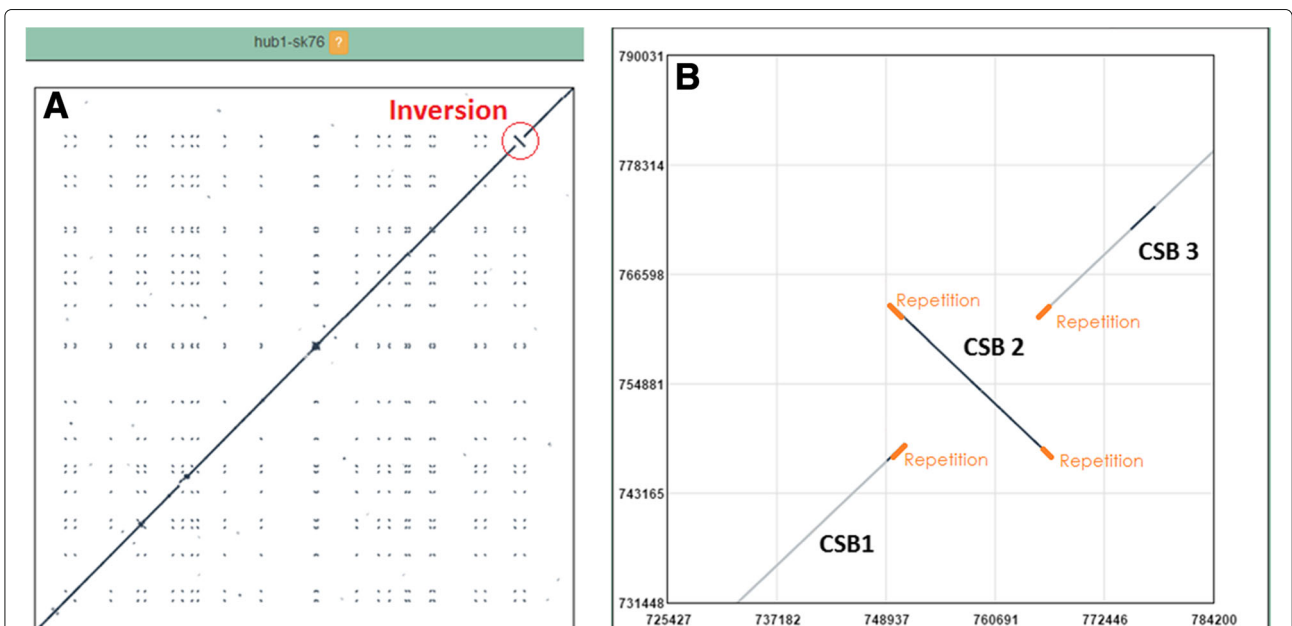 hub1-sk76 ?
A
Inversion
B
790031
778314
766598
754881
743165
731448
CSB 3
Repetition
Repetition
CSB 2
Repetition
Repetition
CSB1
725427 737182 748937 760691 772446 784200